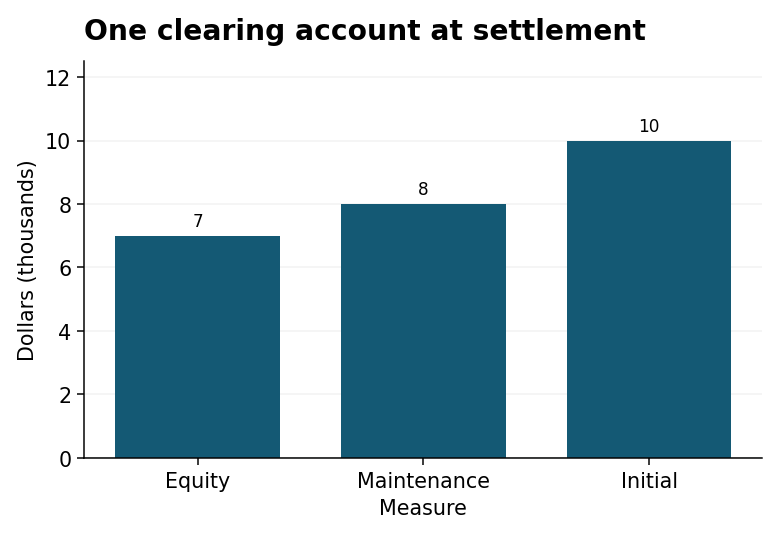 One clearing account at settlement
Dollars (thousands)
12
10
8
6
4
2
0
7
8
10
Equity
Maintenance
Initial
Measure